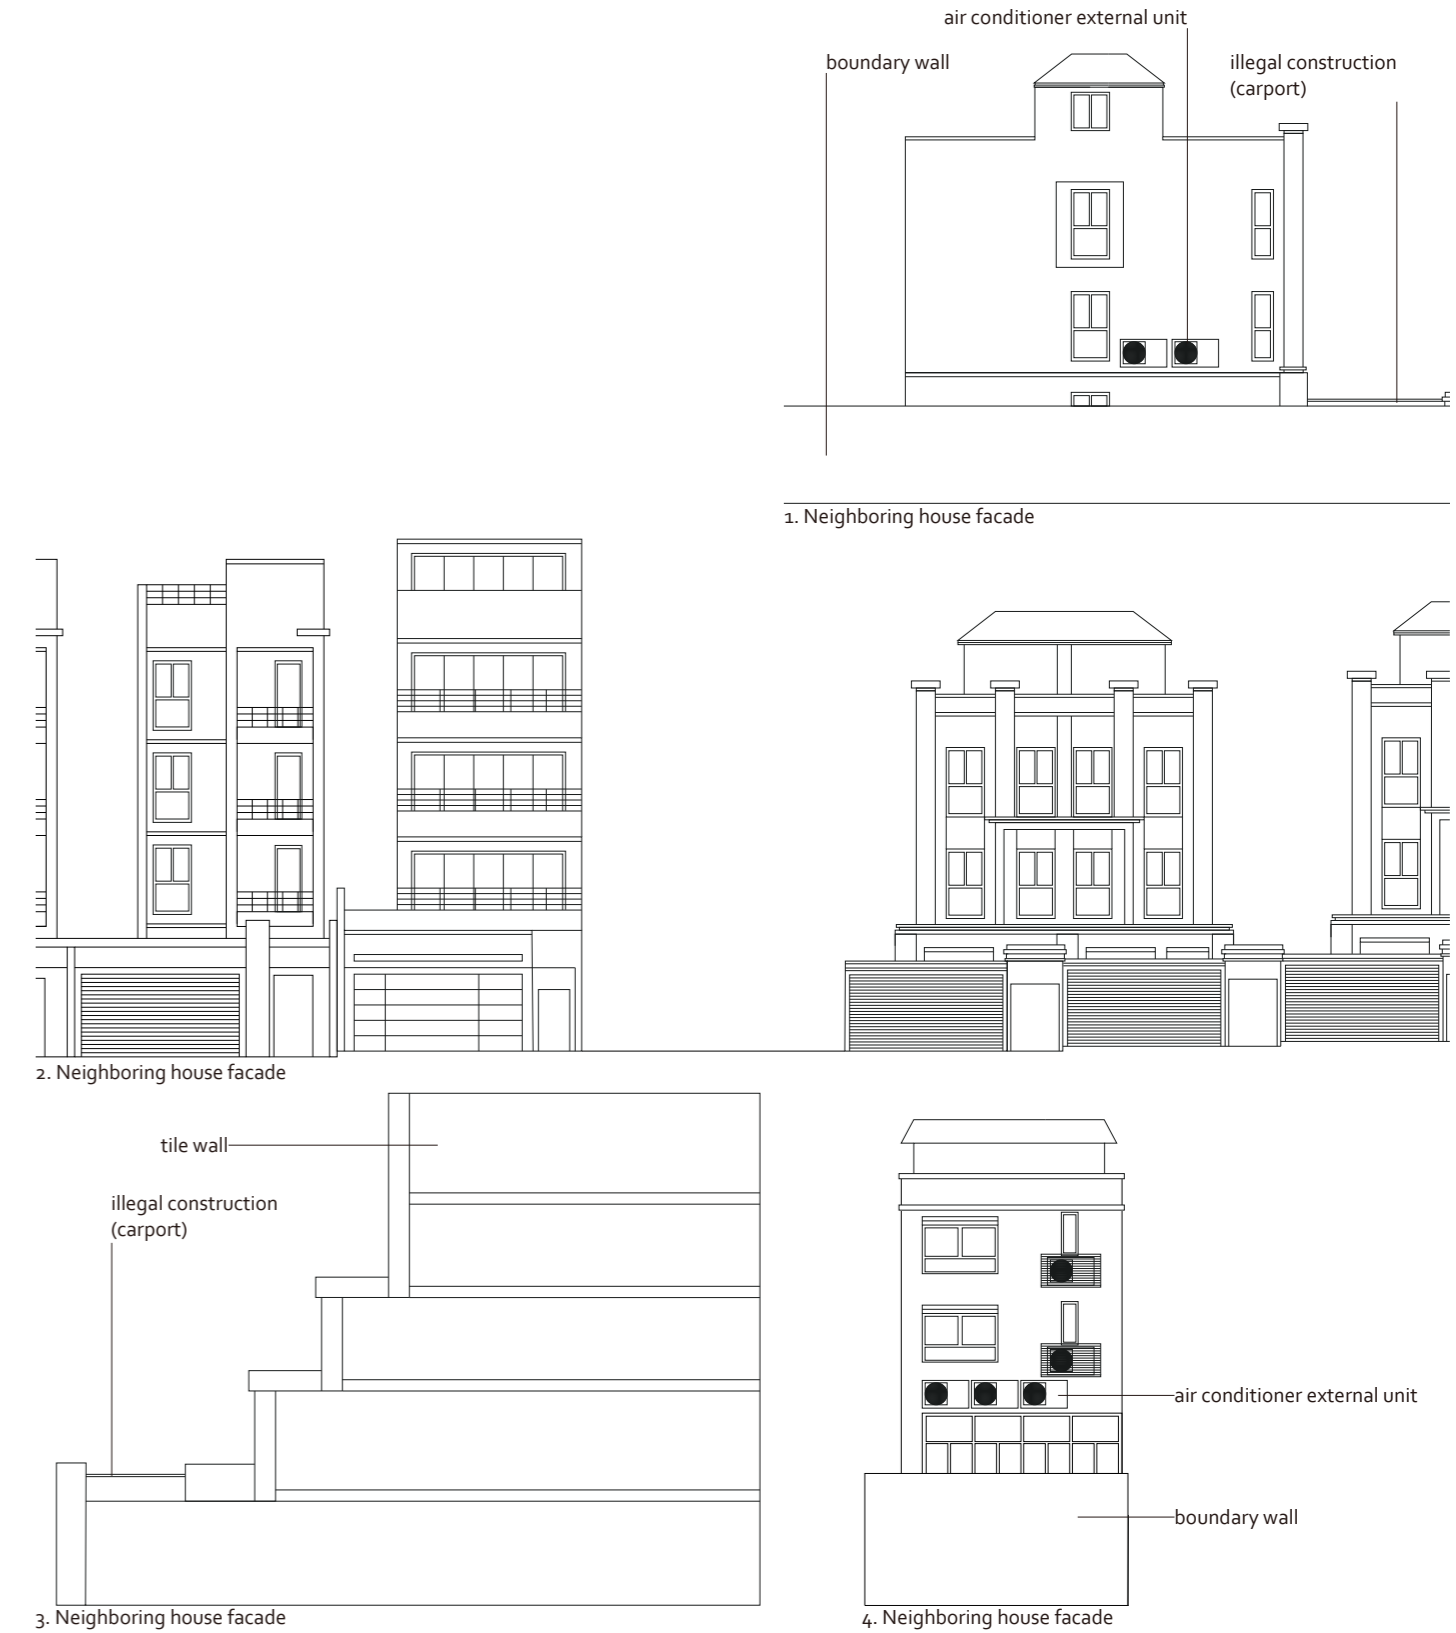 air conditioner external unit
boundary wall
illegal construction
(carport)
1. Neighboring house facade
2. Neighboring house facade
tile wall
illegal construction
(carport)
air conditioner external unit
boundary wall
3. Neighboring house facade
4. Neighboring house facade